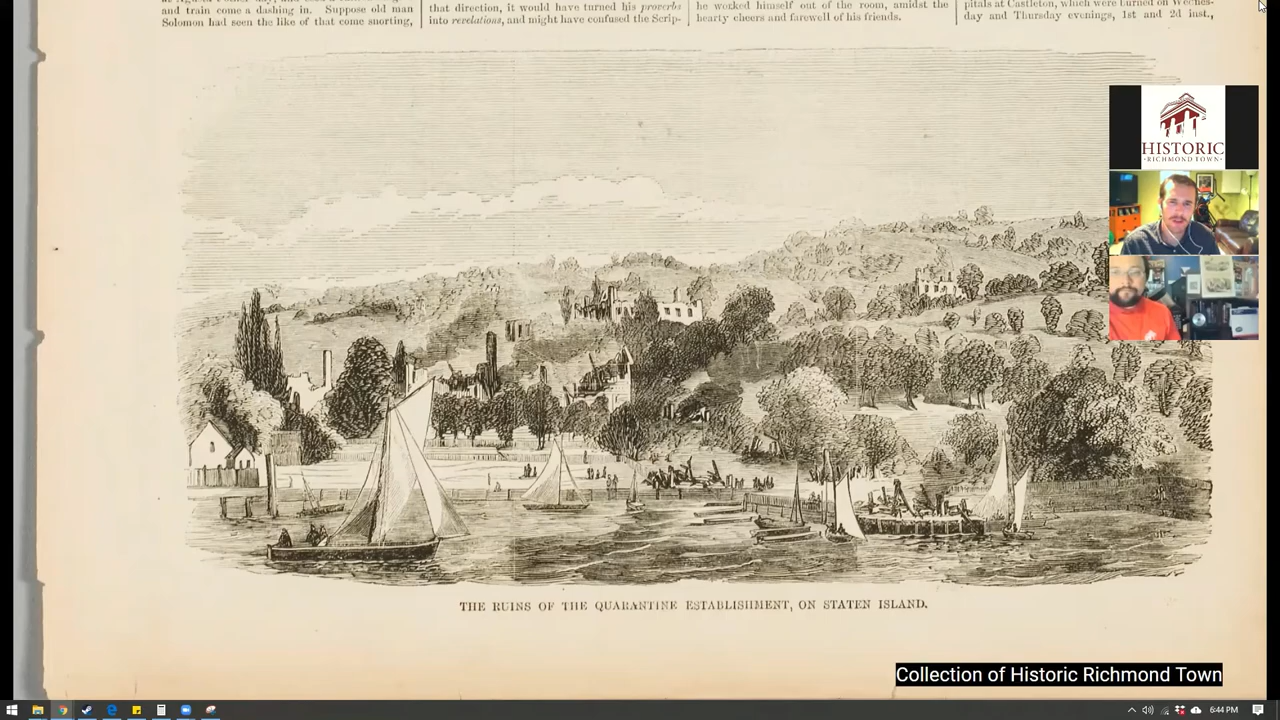 and train come a dashing in. Suppose old man
Solomon had seen the like of that come snorting,
that direction, it would have turned his proverbs
into revelations, and might have confused the Scrip-
he worked himself out of the room, amidst the
hearty cheers and farewell of his friends.
pitals at Castleton, which were turned on Wednes-
day and Thursday evenings, 1st and 2d inst.,
HISTORIC
·RICHMOND TOWN·
THE RUINS OF THE QUARANTINE ESTABLISHMENT, ON STATEN ISLAND.
Collection of Historic Richmond Town
6:44 PM